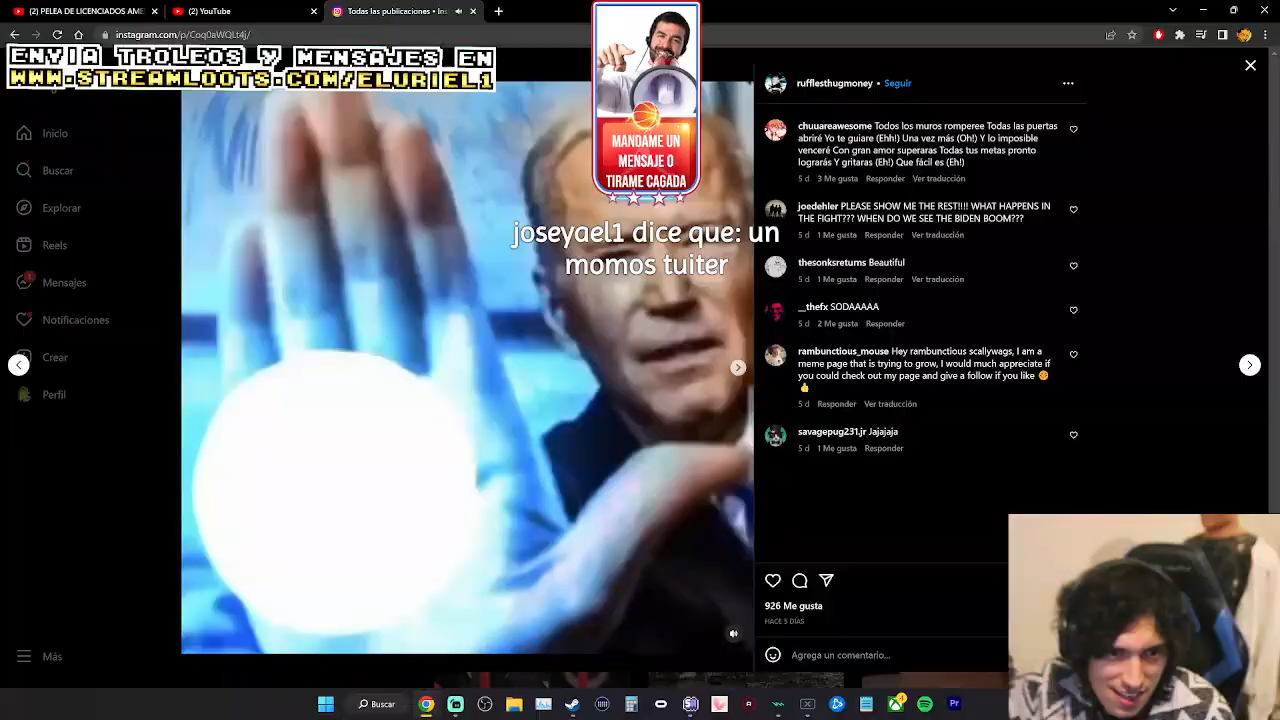 (2) PELEA DE LICENCIADOS AME
(2) YouTube
Todas las publicaciones • Ins
instagram.com/p/Coq0aWQLt4j/
ENVIA TROLEOS Y MENSAJES EN
WWW.STREAMLOOTS.COM/ELURIEL1
MANDAME UN
MENSAJE O
TIRAME CAGADA
joseyael1 dice que: un
momos tuiter
Inicio
Buscar
Explorar
Reels
1
Mensajes
Notificaciones
Crear
Perfil
Más
rufflesthugmoney • Seguir
chuuareawesome Todos los muros romperee Todas las puertas
abriré Yo te guiare (Ehh!) Una vez más (Oh!) Y lo imposible
venceré Con gran amor superaras Todas tus metas pronto
lograrás Y gritaras (Eh!) Que fácil es (Eh!)
5 d 3 Me gusta Responder Ver traducción
joedehler PLEASE SHOW ME THE REST!!!! WHAT HAPPENS IN
THE FIGHT??? WHEN DO WE SEE THE BIDEN BOOM???
5 d 1 Me gusta Responder Ver traducción
thesonksreturns Beautiful
5 d 1 Me gusta Responder Ver traducción
__thefx SODAAAAA
5 d 2 Me gusta Responder
rambunctious_mouse Hey rambunctious scallywags, I am a
meme page that is trying to grow, I would much appreciate if
you could check out my page and give a follow if you like
5 d Responder Ver traducción
savagepug231.jr Jajajaja
5 d 1 Me gusta Responder
926 Me gusta
HACE 5 DÍAS
Agrega un comentario...
Buscar